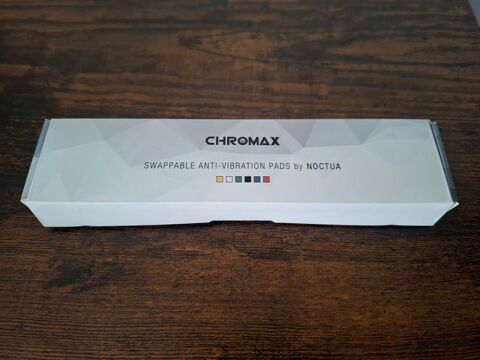 CHROMAX
SWAPPABLE ANTI-VIBRATION PADS by NOCTUA